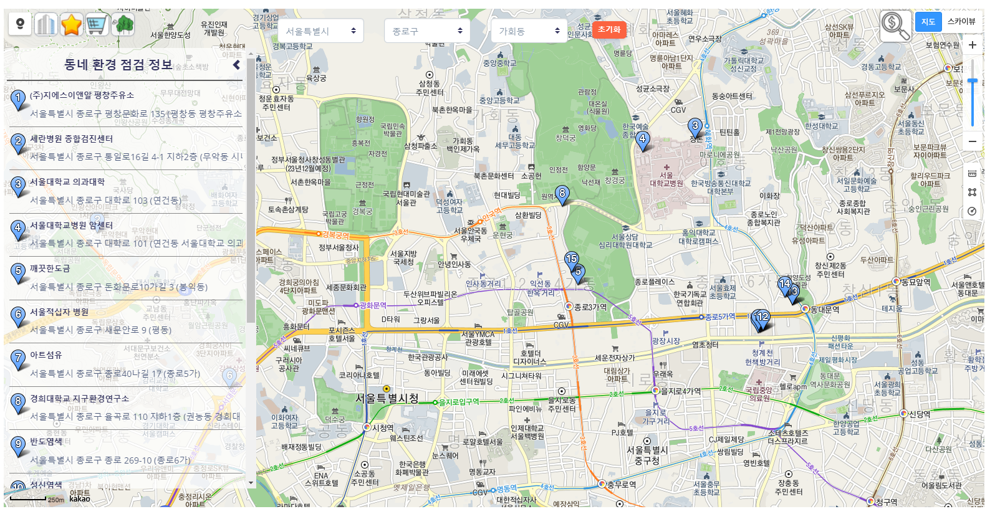 서울특별시
종로구
가회동
초기화
지도
스카이뷰
동네 환경 점검 정보
1 (주)지에스이앤알 평창주유소
서울특별시 종로구 평창문화로 135 (평창동 평창주유소
2 세란병원 종합검진센터
서울특별시 종로구 통일로16길 4-1 지하2층 (무악동 시니
3 서울대학교 의과대학
서울특별시 종로구 대학로 103 (연건동)
4 서울대학교병원 암센터
서울특별시 종로구 대학로 101 (연건동 서울대학교 의과
5 깨끗한도금
서울특별시 종로구 돈화문로10가길 3 (봉익동)
6 서울적십자 병원
서울특별시 종로구 새문안로 9 (평동)
7 아트섬유
서울특별시 종로구 종로40나길 17 (종로5가)
8 경희대학교 지구환경연구소
서울특별시 종로구 율곡로 110 지하1층 (권농동 경희대
9 반도염색
서울특별시 종로구 종로 269-10 (종로6가)
10 성신염색
250m kakao
서울한양도성
유진인재
개발원
경복고등학교
육상궁
청운효자동
주민센터
삼청동
주민센터
중앙중학교
중앙고등학교
북촌한옥마을
가회동
향원정
국립민속
박물관
흥복전
자경전
근정전
경복궁
국립고궁
박물관
삼청파출소
가회동
백인제가옥
대동
세무고등학교
정부서울청사창성동별관
(23년12월예정)
서촌한옥마을
국립현대미술관
서울관
북촌문화센터
소공헌
현대빌딩
덕성여자
고등학교
토속촌삼계탕
삼환빌딩
안국역
서울안국동
우체국
운현궁
경복궁역
3호선
정부서울청사
서울지방
국세청
안녕인사동
경희궁의아침
4단지아파트
세종문화회관
미도파
광화문맨션
광화문역
두산위브파빌리온
오피스텔
인사동거리
익선동
한옥거리
탑골공원
종로3가역
CGV
D타워
그랑서울
포시즌스
호텔서울
흥화문터
씨네큐브
구러시아
공사관
서울YMCA
관광호텔
1호선
청계천
한국관광공사
호텔더
디자이너스
코리아나호텔
동아빌딩
미래에셋
센터원빌딩
시그니쳐타워
세운전자상가
대림상가
아파트
서울특별시청
을지로입구역
2호선
파인에비뉴
을지로동
주민센터
을지로4가역
덕수궁
이화여자
고등학교
시청역
웨스틴조선
배재정동빌딩
로얄호텔서울
인제대학교
서울백병원
눈스퀘어
PJ호텔
서울특별시
중구청
한국은행
화폐박물관
명동교자
ENA
스위트호텔
소공동
주민센터
옛제일은행
CGV
명동역
4호선
충무로역
대한적십자사
예장삼익
관람정
대온실
(식물원)
영화당
창덕궁
인정전
함양문
낙선재
창경궁
성균소극장
명륜당
아마레스
아파트
명륜아남1단지
아파트
연우소극장
가톨릭대학교
성신교정
동숭아트센터
CGV
틴틴홀
마로니에공원
혜화역
서울
대학교병원
한국방송통신대학교
대학본부
이화장
종로노인
종합복지관
홍익대학교
대학로캠퍼스
서울상담
심리대학원대학교
종로플레이스
한국기독교
연합회관
서울효제
초등학교
종로5가역
동대문역
광장시장
염초청터
청계천
헌책방거리
신평화
패션타운
제일평화시장
동대문
역사문화공원
헬로apm
국립중앙
의료원
우래옥
을지로
가구거리
5호선
CJ제일제당
쌍림빌딩
영빈호텔
소테츠호텔즈
더스프라지르
한양공업
고등학교
서울충무
초등학교
장충동
주민센터
369
성곽마을
삼선SK뷰
아파트
보험연수원
경동고등학교
삼선푸르지오
아파트
보문사
한성대학교
제1전망광장
낙산공원
창신쌍용2단지
아파트
보문파크뷰
자이아파트
서울동신
초등학교
서일문화예술
고등학교
할리우드파크
아파트
종로종합
사회복지관
숭인근린공원
덕산아파트
유성아파트
두산아파트
창신제2동
주민센터
동묘앞역
테지움
성동
공업고등학교
서울광희
초등학교
신당동
신당역
다산공원
어울림도서관
청구역
6호선